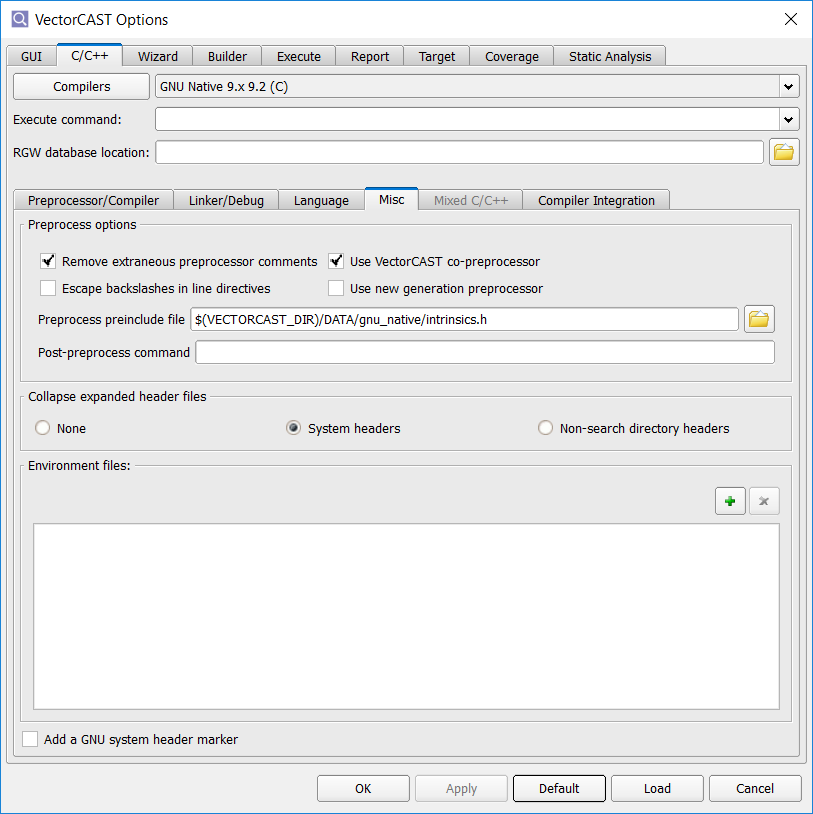 VectorCAST Options
GUI C/C++ Wizard Builder Execute Report Target Coverage Static Analysis
Compilers GNU Native 9.x 9.2 (C)
Execute command:
RGW database location:
Preprocessor/Compiler Linker/Debug Language Misc Mixed C/C++ Compiler Integration
Preprocess options
Remove extraneous preprocessor comments Use VectorCAST co-preprocessor
Escape backslashes in line directives Use new generation preprocessor
Preprocess preinclude file $(VECTORCAST_DIR)/DATA/gnu_native/intrinsics.h
Post-preprocess command
Collapse expanded header files
None System headers Non-search directory headers
Environment files:
Add a GNU system header marker
OK Apply Default Load Cancel